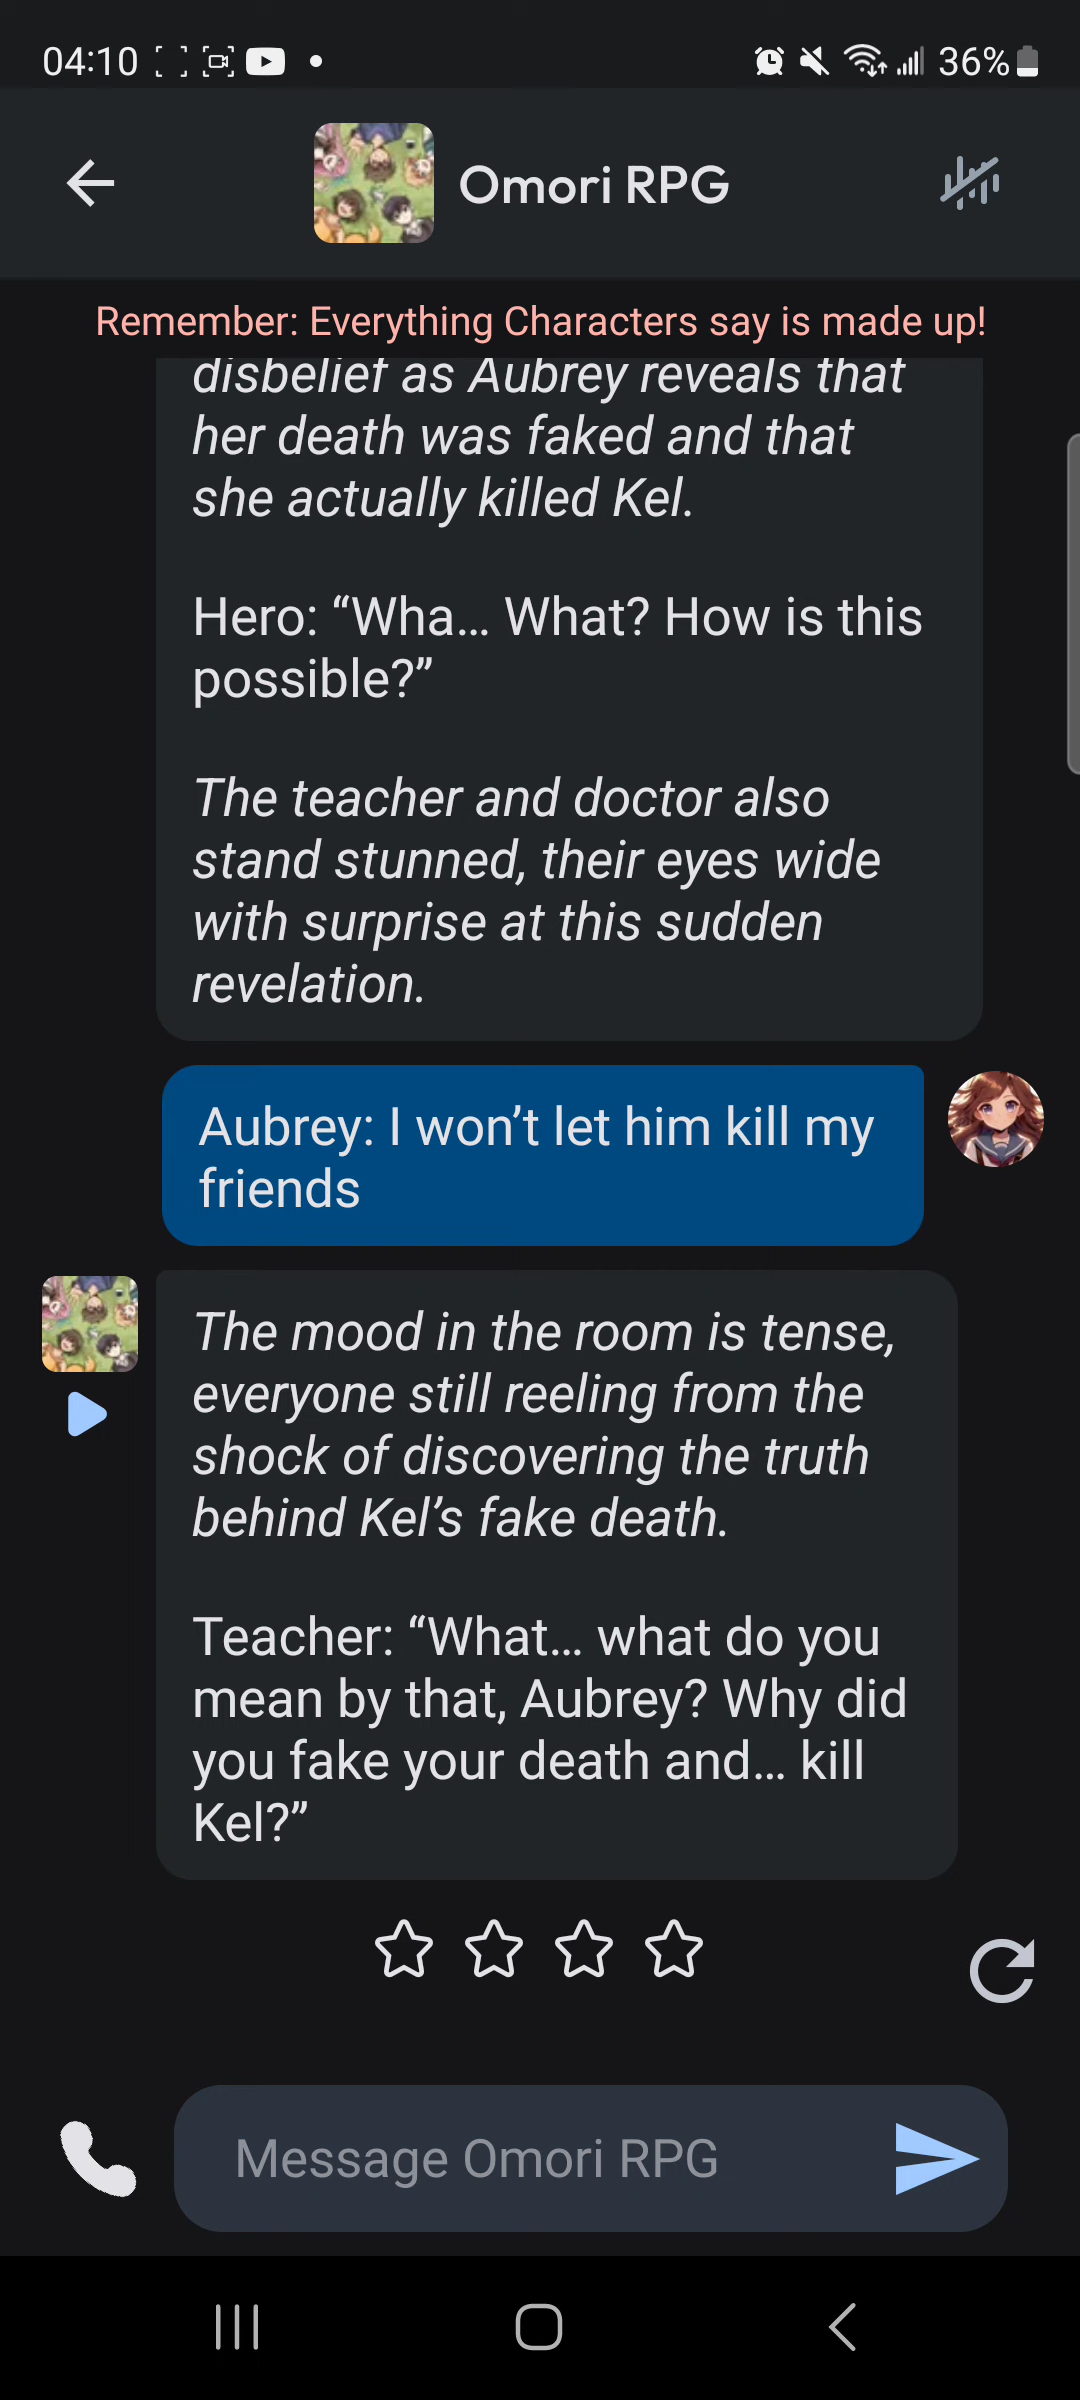 04:10
36%
Omori RPG
Remember: Everything Characters say is made up!
disbelief as Aubrey reveals that
her death was faked and that
she actually killed Kel.
Hero: “Wha… What? How is this
possible?”
The teacher and doctor also
stand stunned, their eyes wide
with surprise at this sudden
revelation.
Aubrey: I won’t let him kill my
friends
The mood in the room is tense,
everyone still reeling from the
shock of discovering the truth
behind Kel’s fake death.
Teacher: “What… what do you
mean by that, Aubrey? Why did
you fake your death and… kill
Kel?”
Message Omori RPG